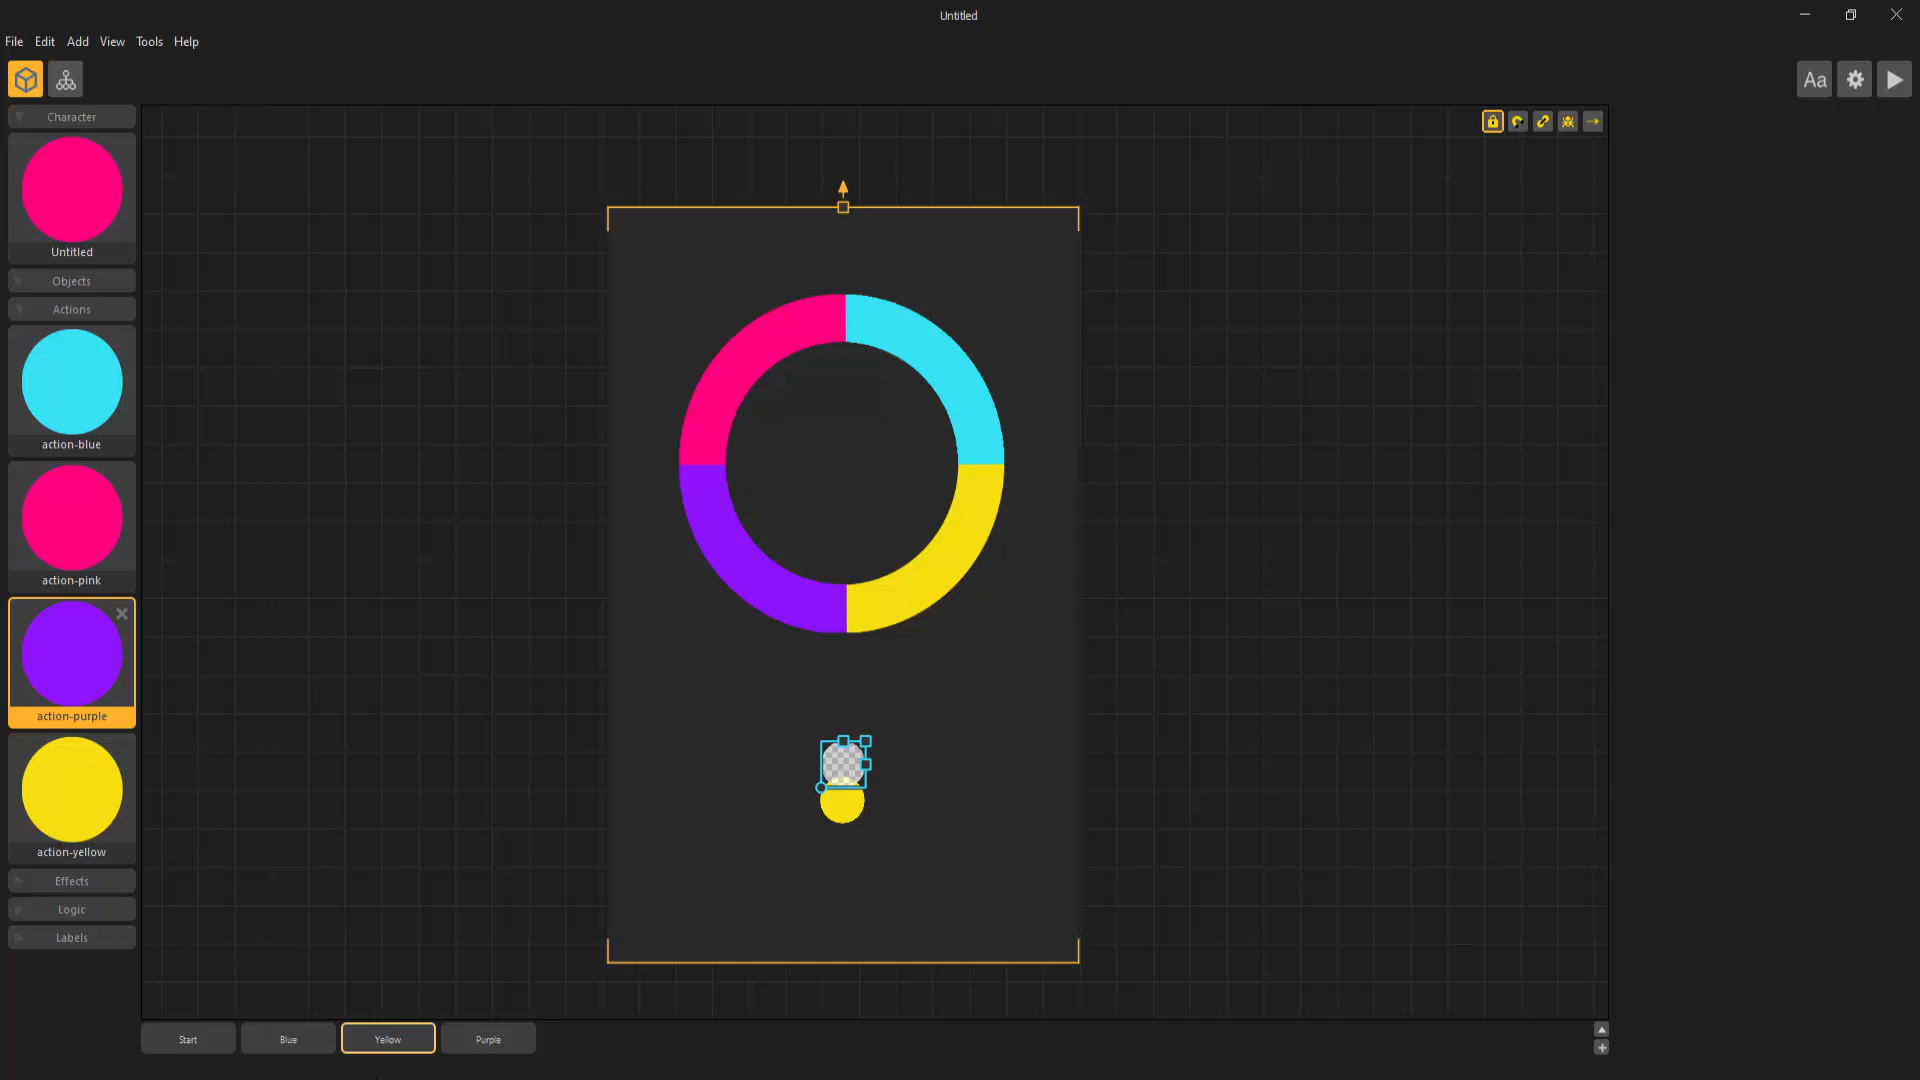 Untitled
File Edit Add View Tools Help
Aa
Character
Untitled
Objects
Actions
action-blue
action-pink
action-purple
action-yellow
Effects
Logic
Labels
Start Blue Yellow Purple